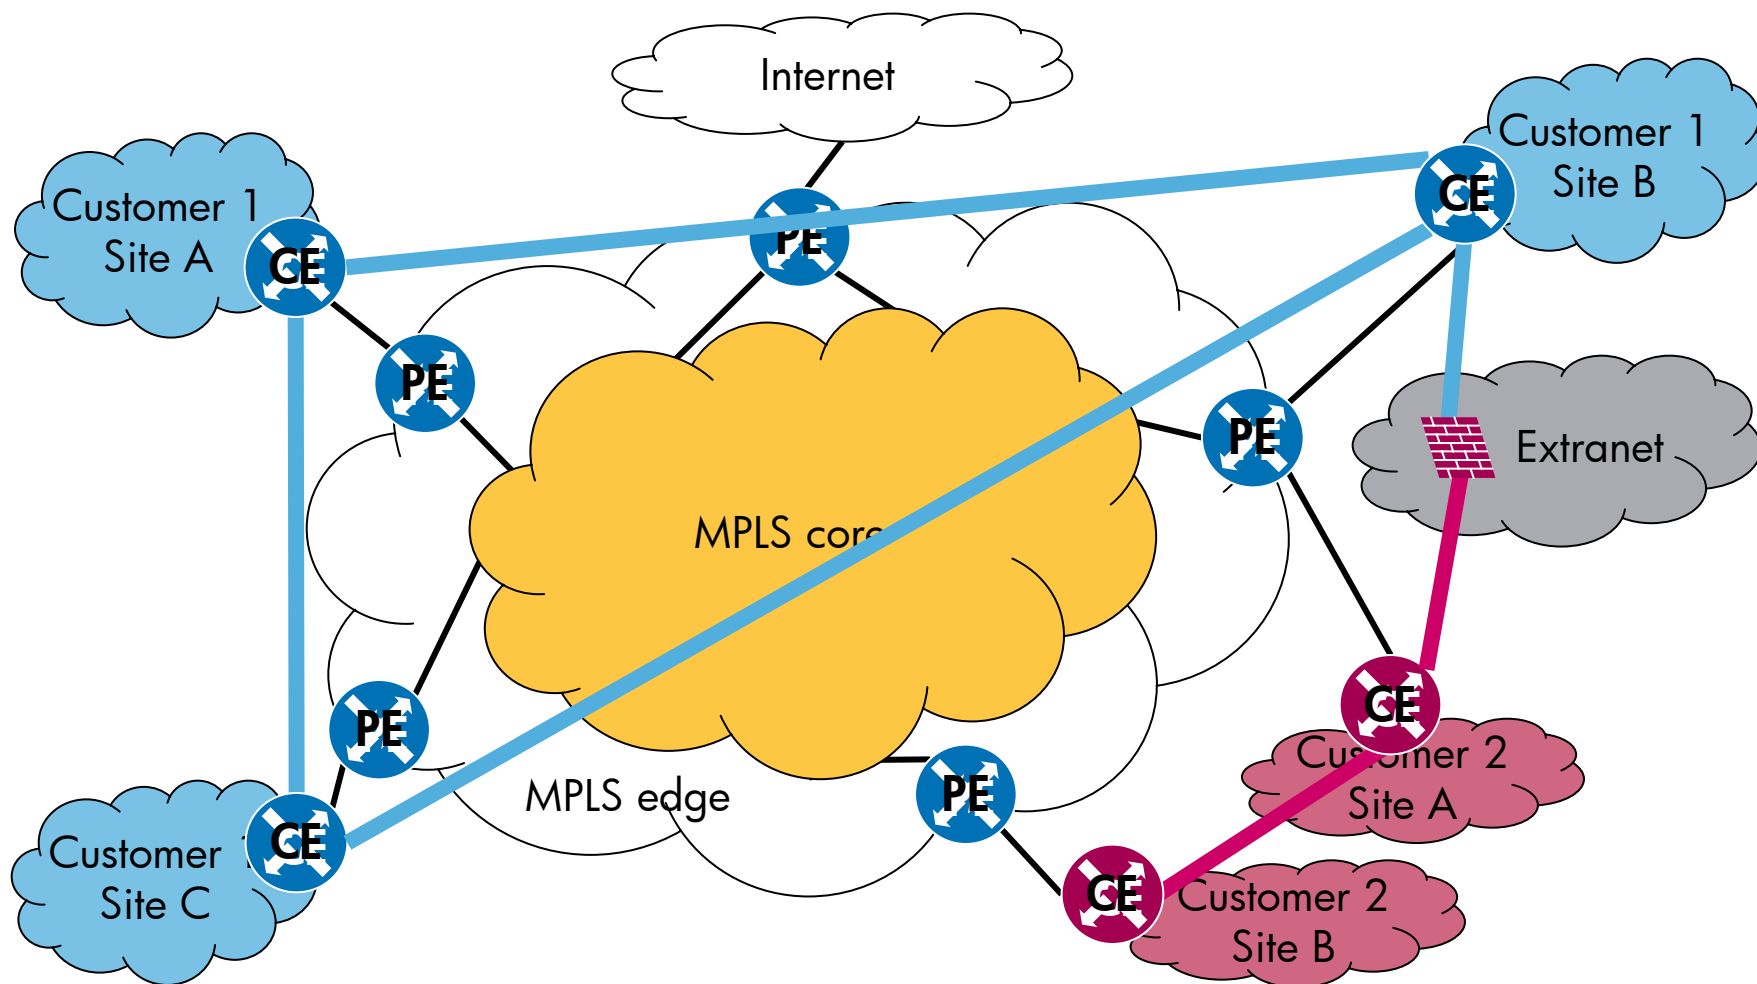 Internet
Customer 1
Site B
CE
Customer 1
Site A
CE
PE
PE
PE
Extranet
MPLS core
CE
PE
Customer 2
Site A
MPLS edge
PE
Customer 1
Site C
CE
CE
Customer 2
Site B